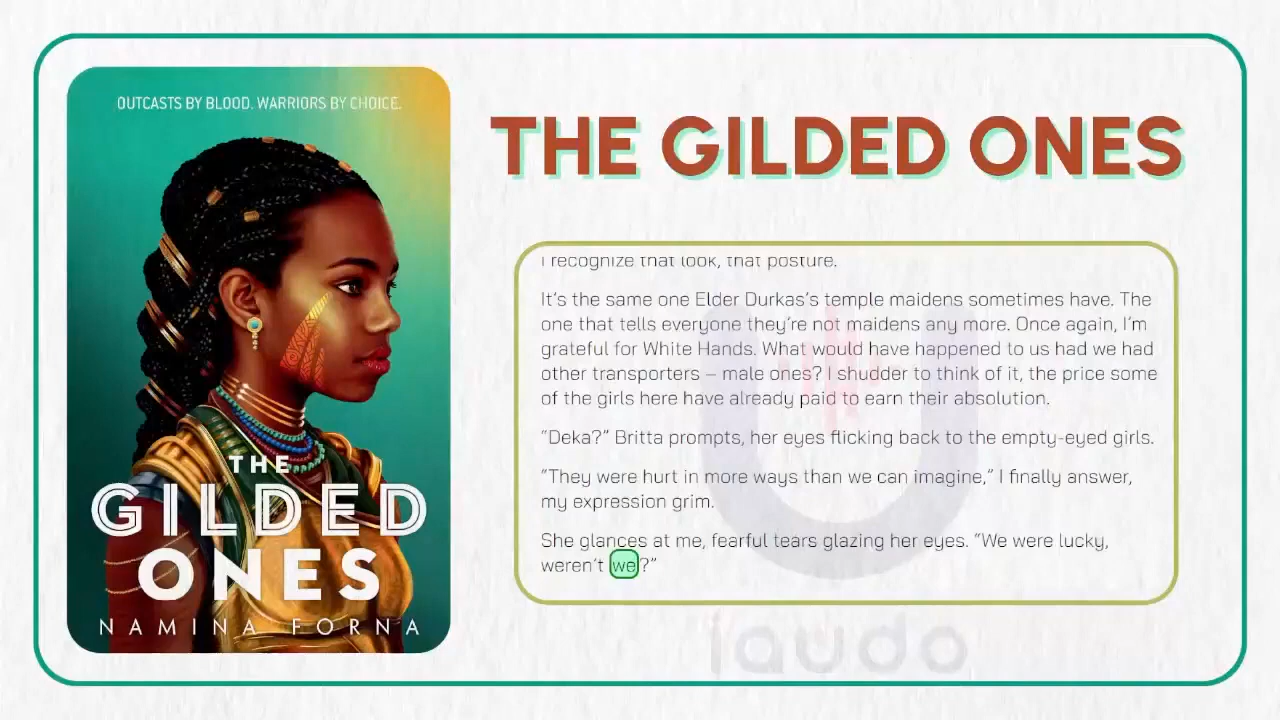 OUTCASTS BY BLOOD. WARRIORS BY CHOICE.
THE
GILDED
ONES
NAMINA FORNA
THE GILDED ONES
I recognize that look, that posture.
It's the same one Elder Durkas's temple maidens sometimes have. The
one that tells everyone they're not maidens any more. Once again, I'm
grateful for White Hands. What would have happened to us had we had
other transporters – male ones? I shudder to think of it, the price some
of the girls here have already paid to earn their absolution.
“Deka?” Britta prompts, her eyes flicking back to the empty-eyed girls.
“They were hurt in more ways than we can imagine,” I finally answer,
my expression grim.
She glances at me, fearful tears glazing her eyes. “We were lucky,
weren't we?”
iaudo